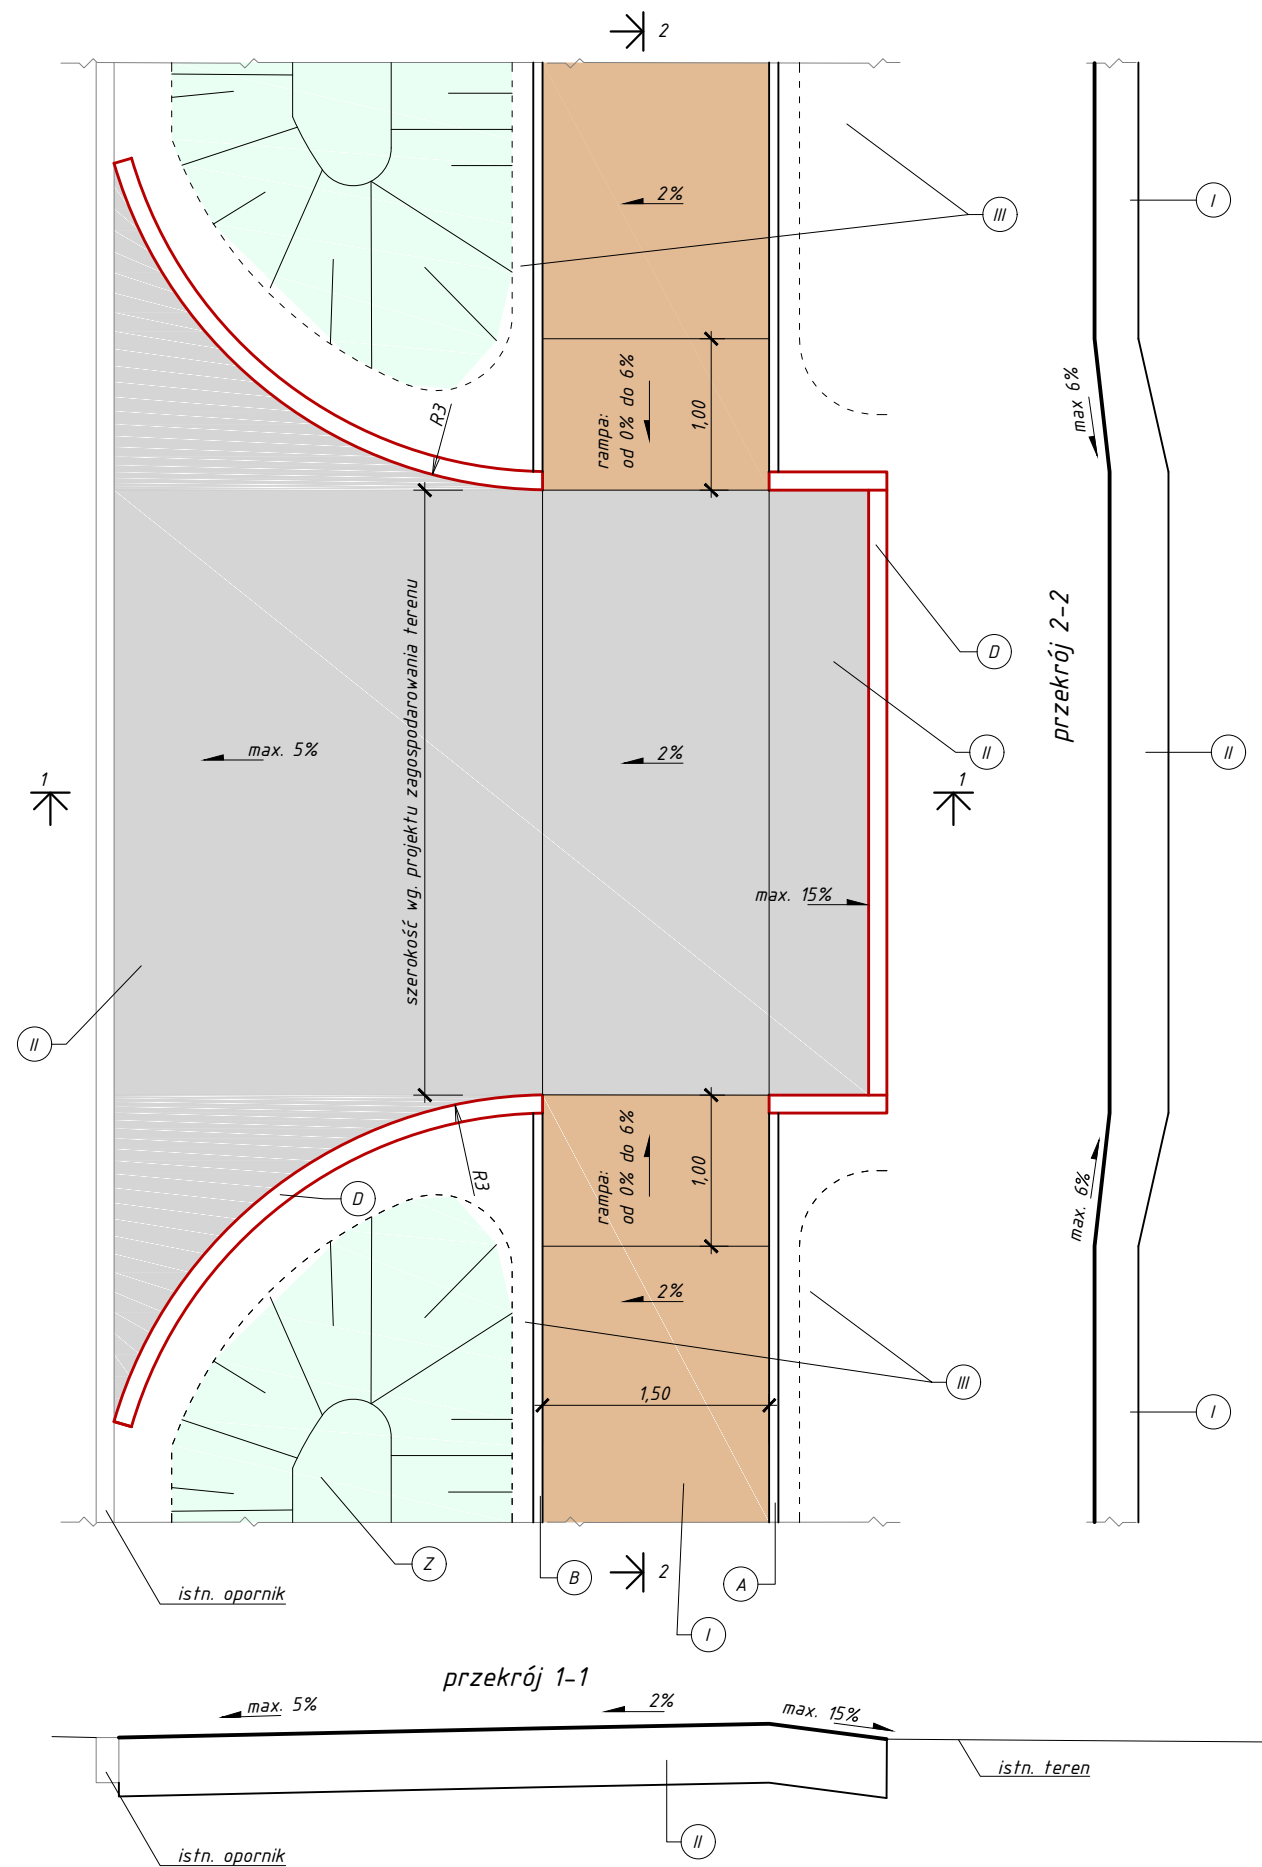 2
2%
III
I
R3
rampa:
od 0% do 6%
1,00
max 6%
szerokość wg. projektu zagospodarowania terenu
D
przekrój 2-2
max. 5%
2%
II
II
1
1
max. 15%
II
rampa:
od 0% do 6%
1,00
R3
D
max. 6%
2%
1,50
III
I
Z
B
2
A
istn. opornik
I
przekrój 1-1
max. 5%
2%
max. 15%
istn. teren
II
istn. opornik